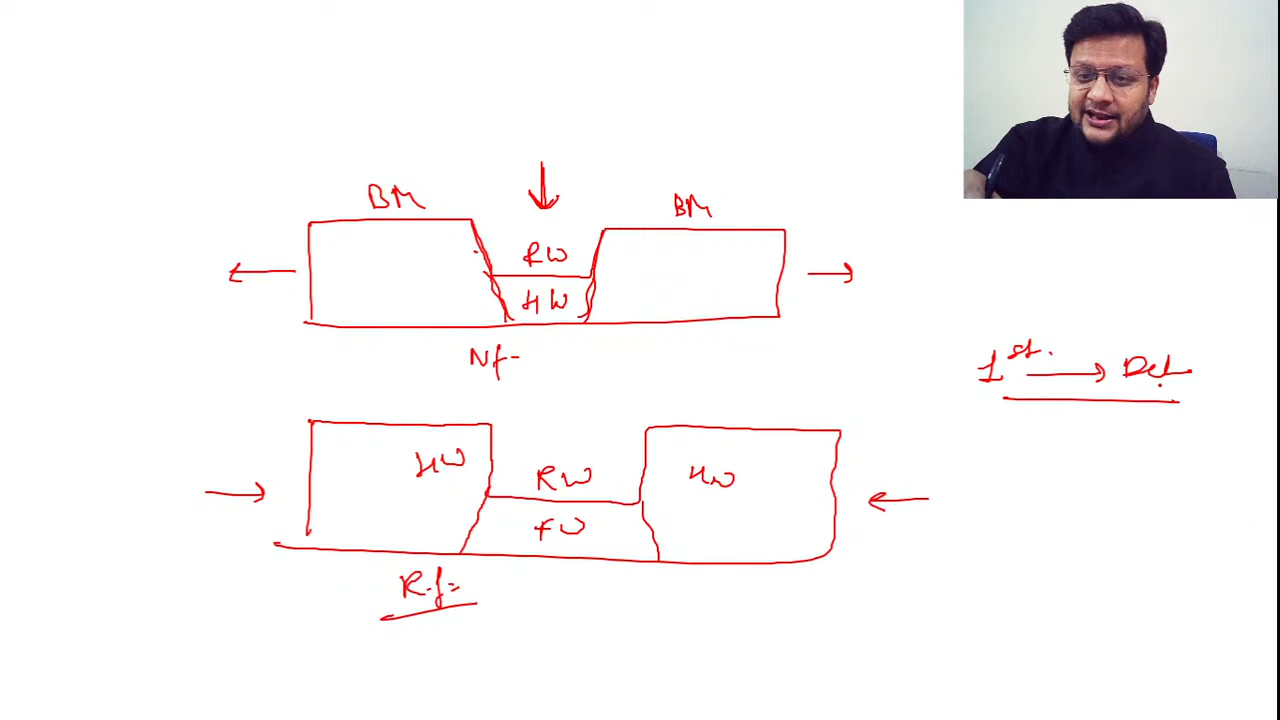 BM BM
RW
HW
Nf-
1st. → Def
HW RW HW
FW
R.f=